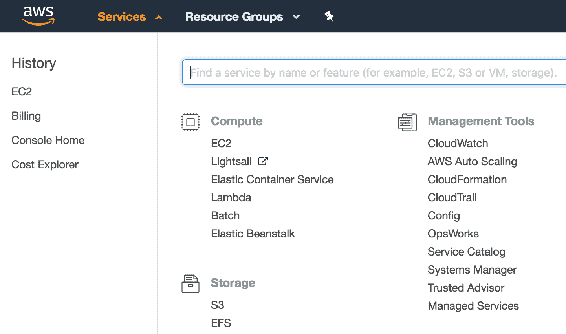 aws Services Resource Groups
History
EC2
Billing
Console Home
Cost Explorer
Find a service by name or feature (for example, EC2, S3 or VM, storage).
Compute
EC2
Lightsail
Elastic Container Service
Lambda
Batch
Elastic Beanstalk
Storage
S3
EFS
Management Tools
CloudWatch
AWS Auto Scaling
CloudFormation
CloudTrail
Config
OpsWorks
Service Catalog
Systems Manager
Trusted Advisor
Managed Services